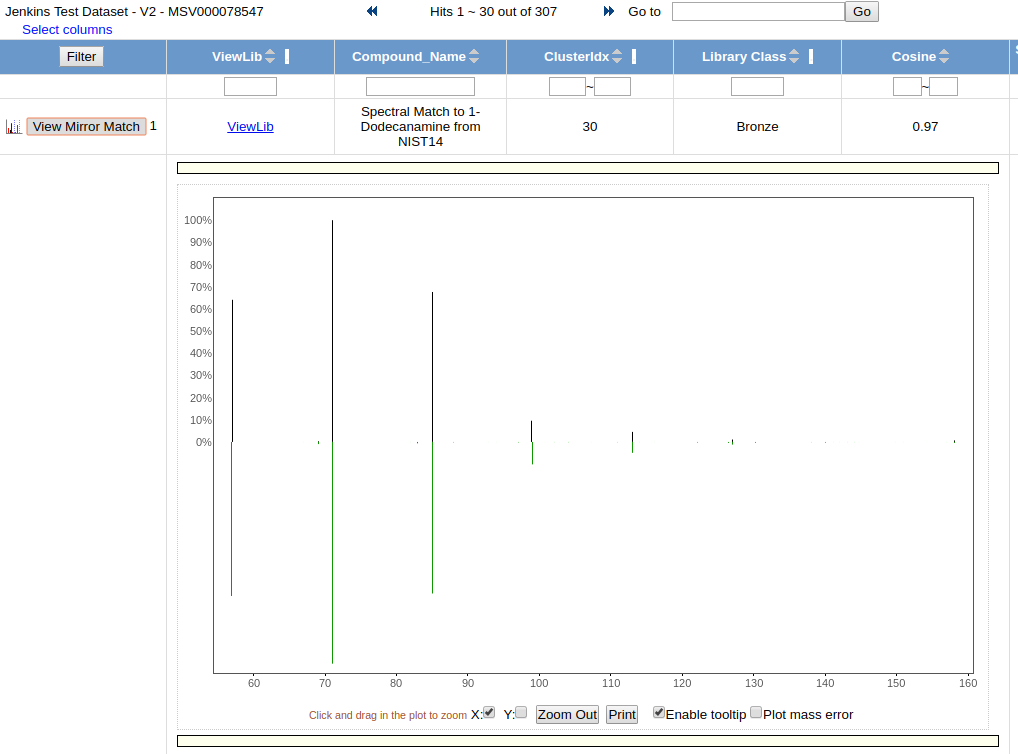 Jenkins Test Dataset - V2 - MSV000078547 Hits 1 ~ 30 out of 307 Go to Go
Select columns
Filter ViewLib Compound_Name ClusterIdx Library Class Cosine
~ ~
View Mirror Match 1 ViewLib Spectral Match to 1-
Dodecanamine from
NIST14 30 Bronze 0.97
100%
90%
80%
70%
60%
50%
40%
30%
20%
10%
0%
60 70 80 90 100 110 120 130 140 150 160
Click and drag in the plot to zoom X: Y: Zoom Out Print Enable tooltip Plot mass error